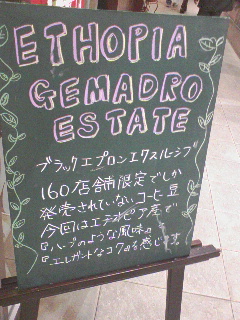 ETHOPIA
GEMADRO
ESTATE
ブラックエプロンエクスルーシブ
160店舗限定でしか
発売されていないコーヒー豆
今回はエチオピア産で
『ハーブのような風味の
『エレガントなコクのを感じます。